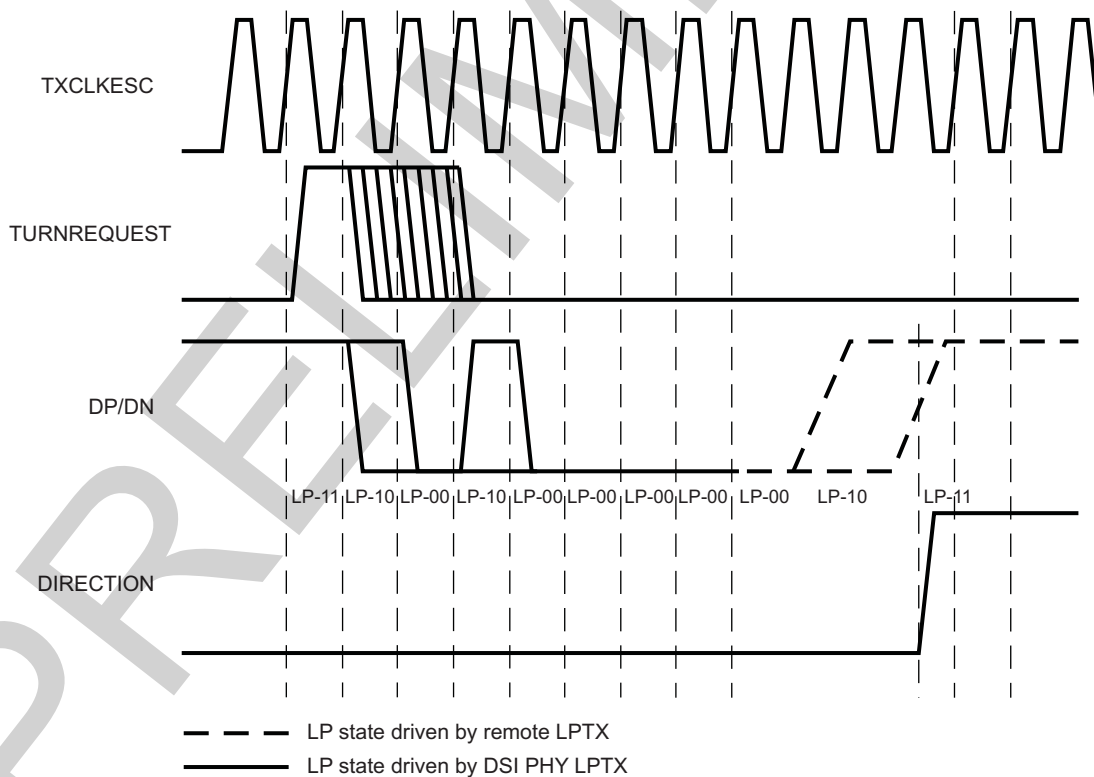 TXCLKESC
TURNREQUEST
DP/DN
LP-11 LP-10 LP-00 LP-10 LP-00 LP-00 LP-00 LP-00 LP-00 LP-10 LP-11
DIRECTION
LP state driven by remote LPTX
LP state driven by DSI PHY LPTX